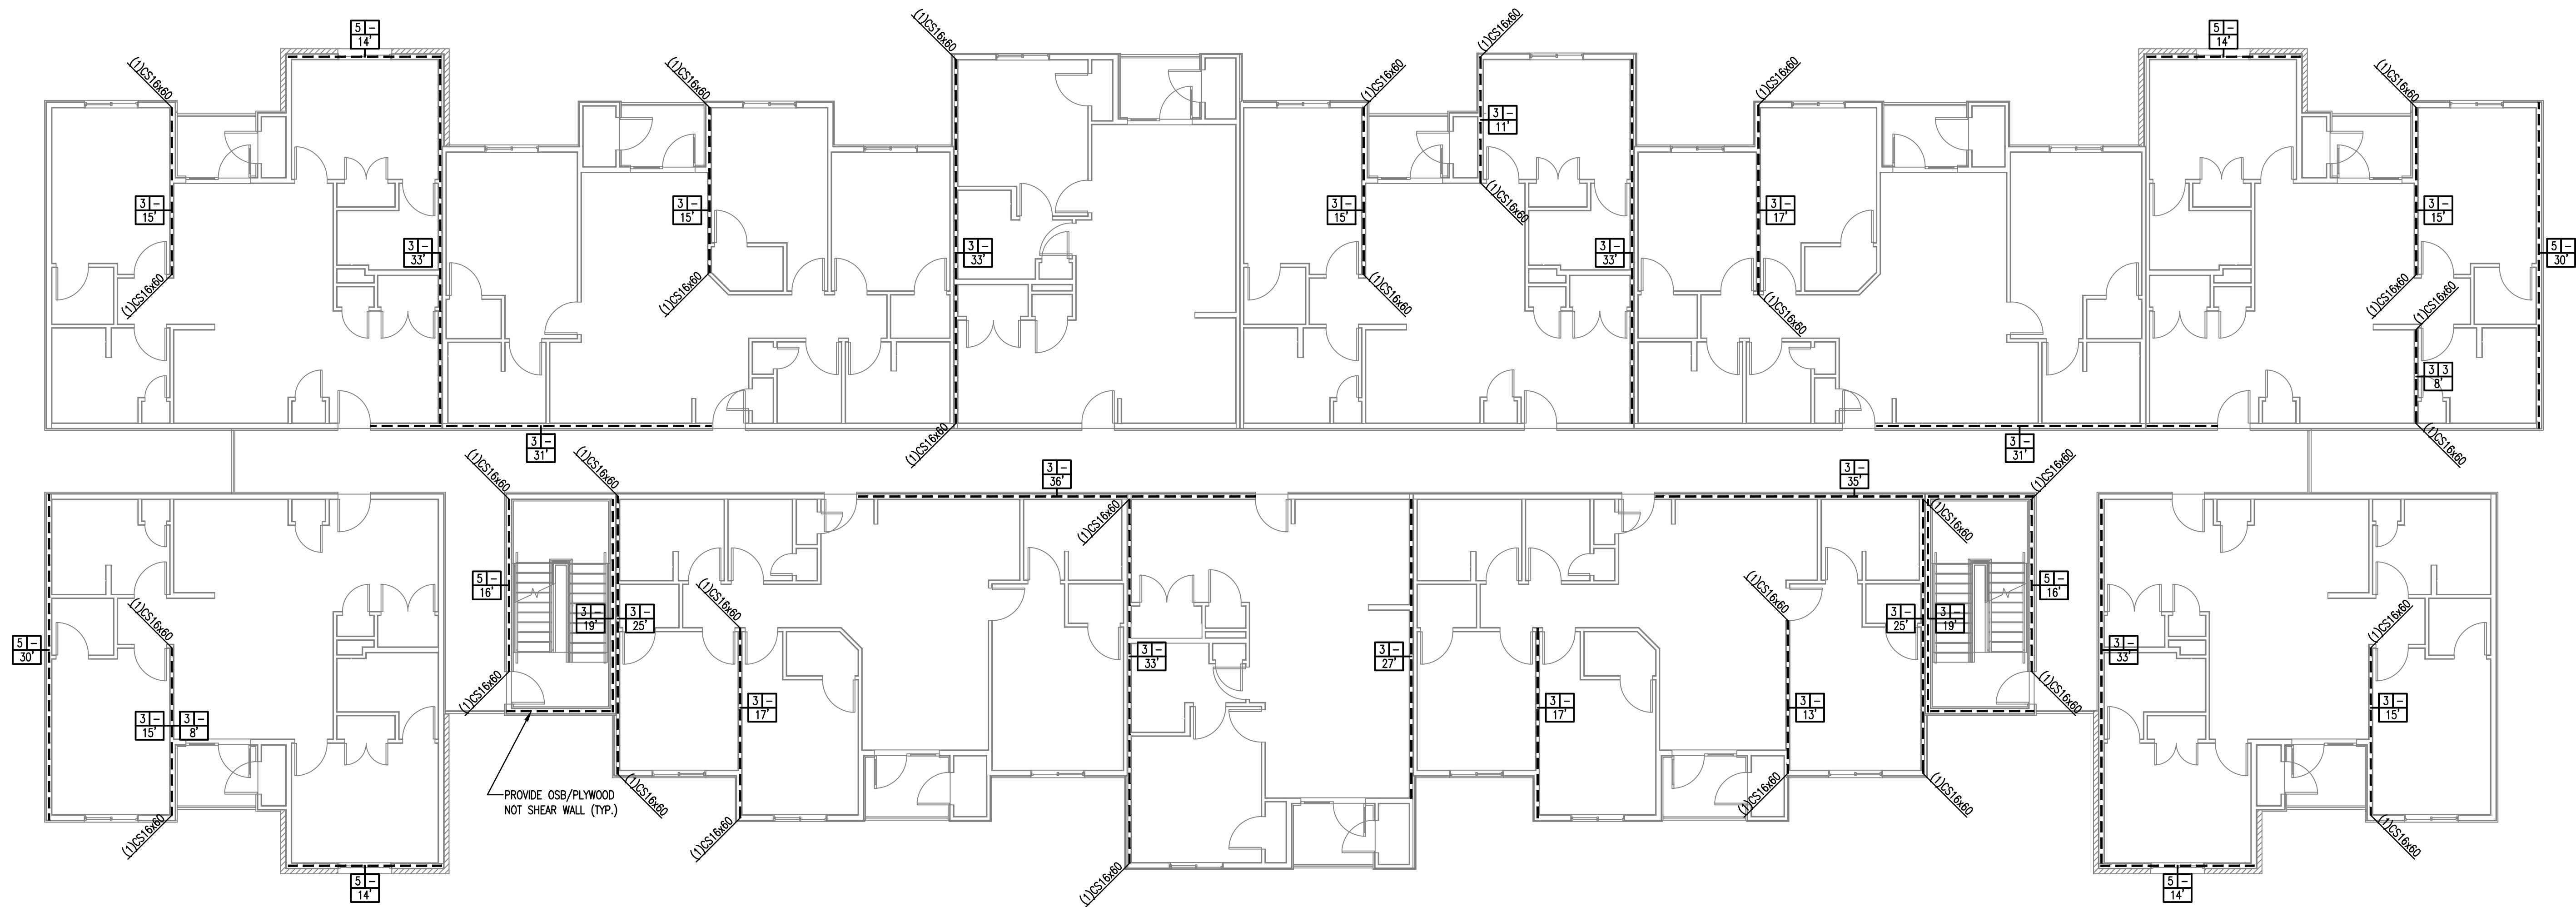 5 -
14'
(1)CS16x60
(1)CS16x60
(1)CS16x60
(1)CS16x60
(1)CS16x60
(1)CS16x60
5 -
14'
(1)CS16x60
3 -
11'
3 -
15'
3 -
15'
3 -
15'
(1)CS16x60
3 -
17'
3 -
15'
3 -
33'
3 -
33'
3 -
33'
5 -
30'
(1)CS16x60
(1)CS16x60
(1)CS16x60
(1)CS16x60
(1)CS16x60
(1)CS16x60
3 3
8'
3 -
31'
(1)CS16x60
3 -
31'
(1)CS16x60
(1)CS16x60
(1)CS16x60
3 -
36'
3 -
35'
(1)CS16x60
(1)CS16x60
(1)CS16x60
5 -
16'
5 -
16'
(1)CS16x60
(1)CS16x60
(1)CS16x60
3 -
19'
3 -
25'
3 -
25'
3 -
19'
(1)CS16x60
5 -
30'
3 -
33'
3 -
27'
3 -
33'
(1)CS16x60
(1)CS16x60
3 -
15'
3 -
8'
3 -
17'
3 -
17'
3 -
13'
3 -
15'
PROVIDE OSB/PLYWOOD
NOT SHEAR WALL (TYP.)
(1)CS16x60
(1)CS16x60
(1)CS16x60
(1)CS16x60
(1)CS16x60
(1)CS16x60
5 -
14'
(1)CS16x60
5 -
14'